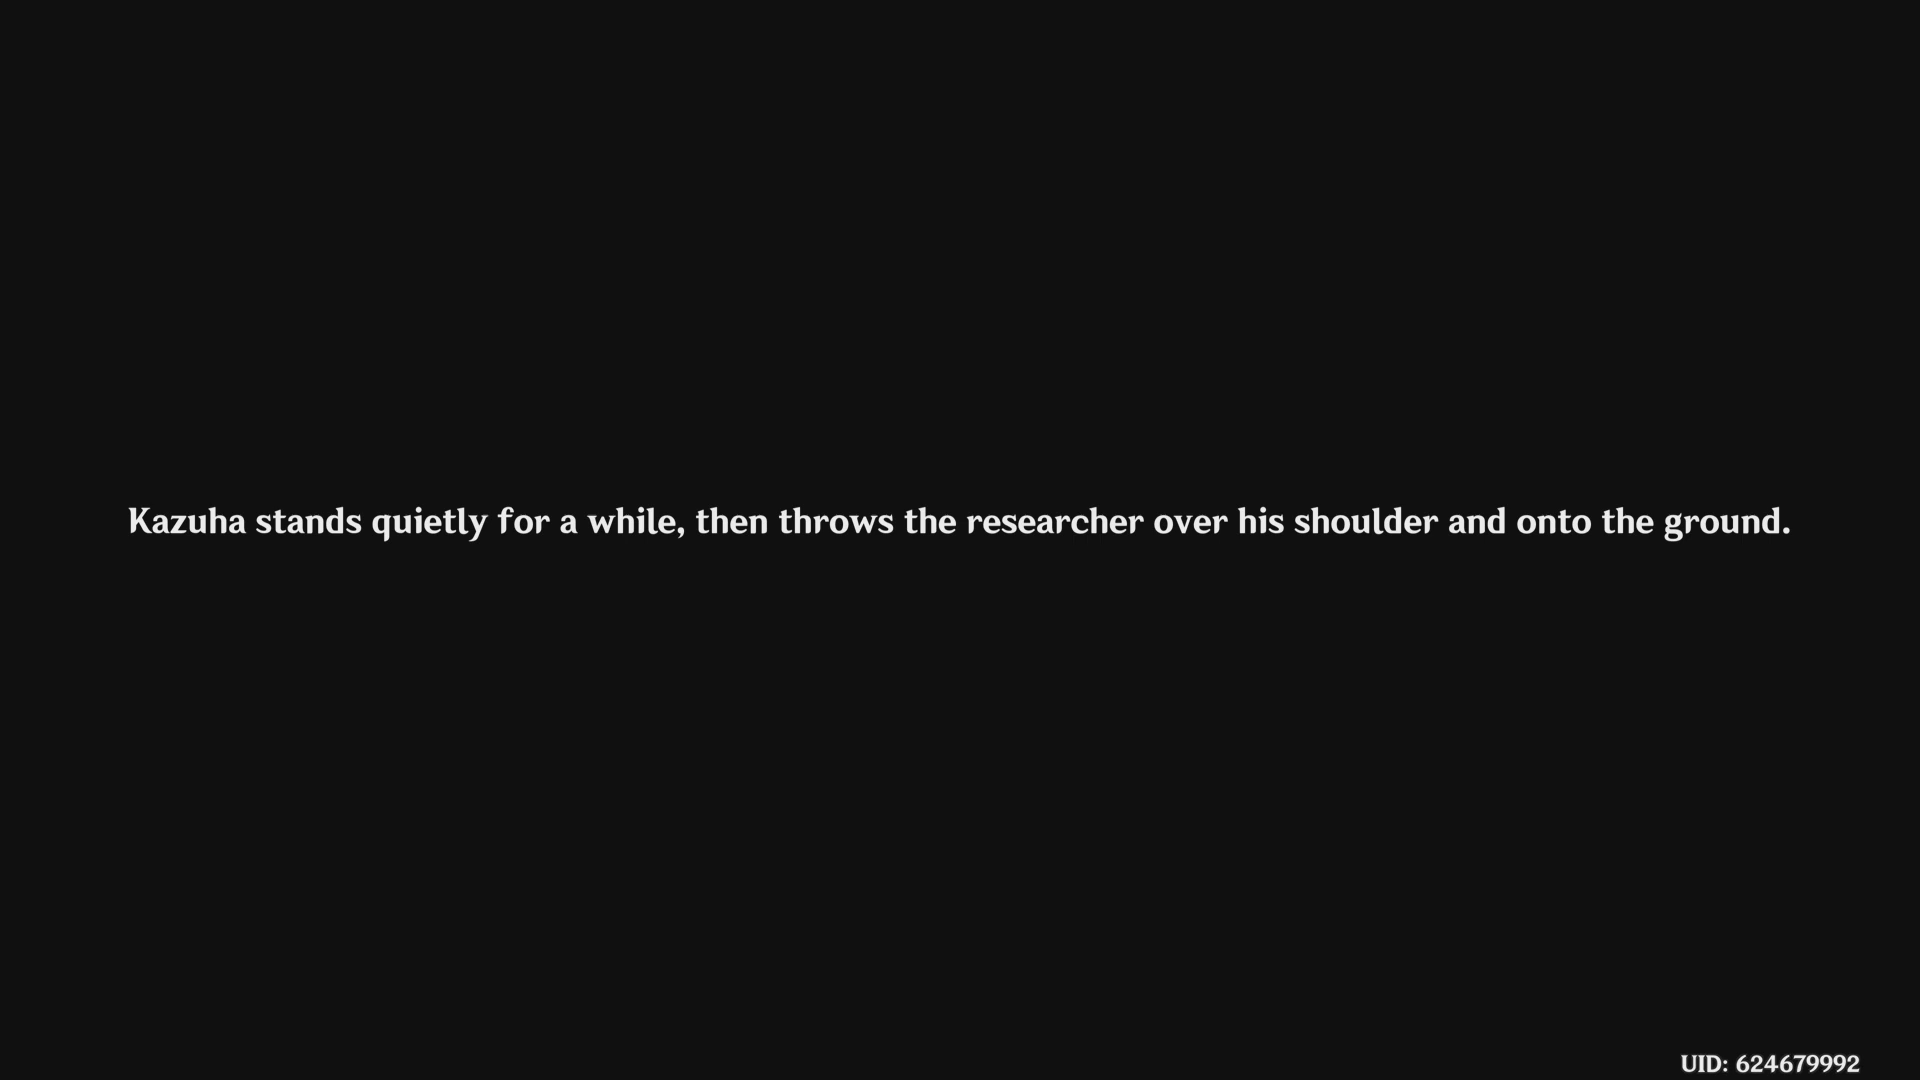 Kazuha stands quietly for a while, then throws the researcher over his shoulder and onto the ground.
UID: 624679992